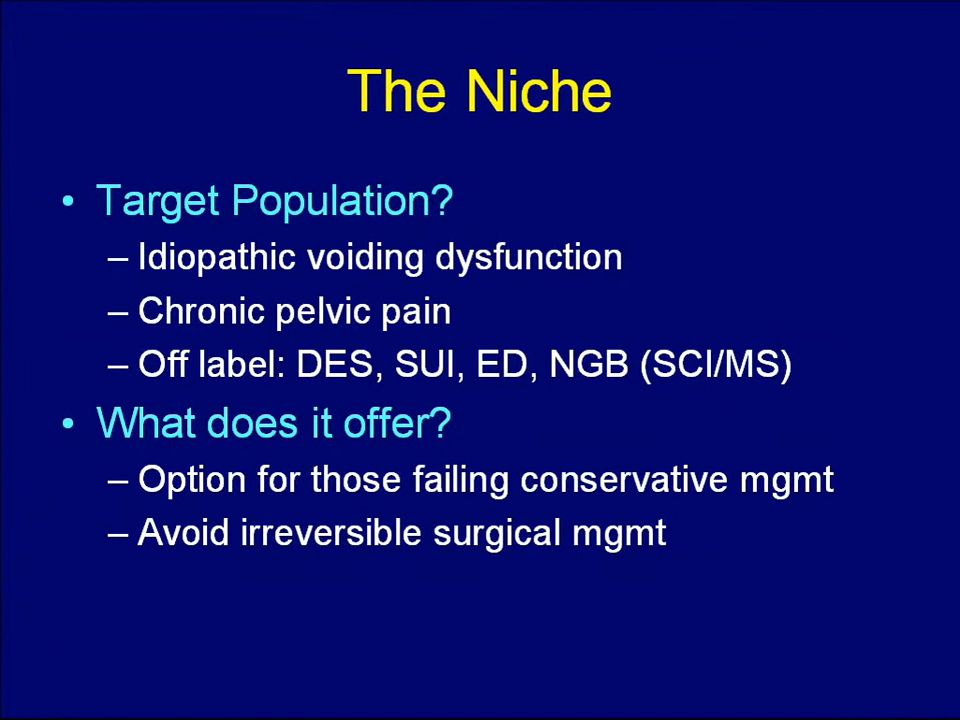 The Niche
• Target Population?
– Idiopathic voiding dysfunction
– Chronic pelvic pain
– Off label: DES, SUI, ED, NGB (SCI/MS)
• What does it offer?
– Option for those failing conservative mgmt
– Avoid irreversible surgical mgmt